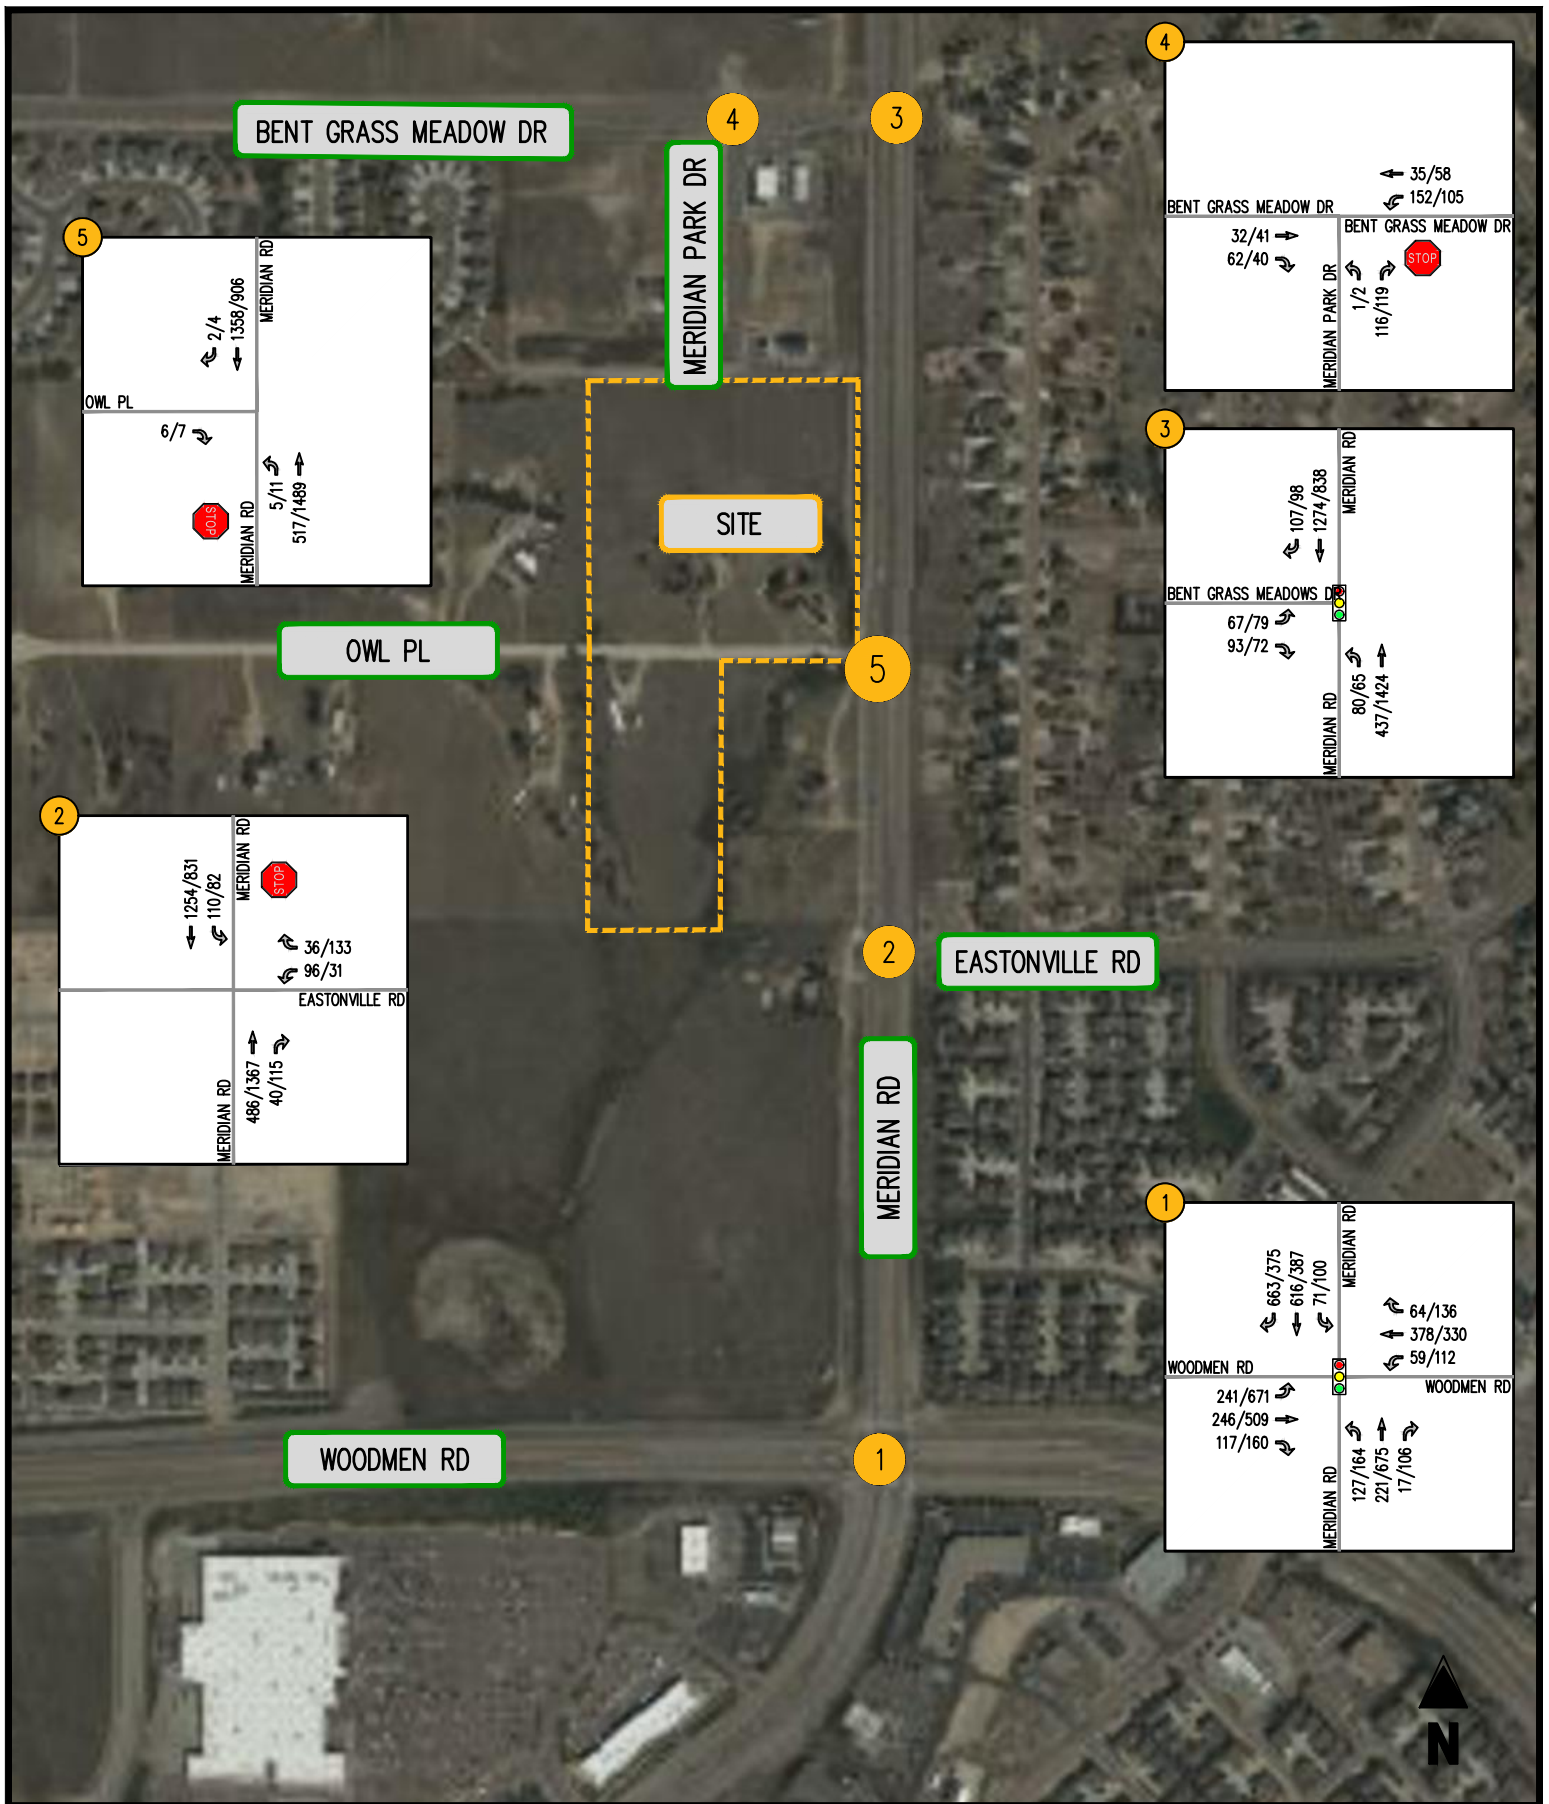 BENT GRASS MEADOW DR
4
3
MERIDIAN PARK DR
SITE
OWL PL
5
2
EASTONVILLE RD
MERIDIAN RD
WOODMEN RD
1
N
4
35/58
152/105
BENT GRASS MEADOW DR
BENT GRASS MEADOW DR
32/41
62/40
STOP
MERIDIAN PARK DR
1/2
116/119
5
MERIDIAN RD
2/4
1358/906
OWL PL
6/7
STOP
MERIDIAN RD
5/11
517/1489
3
MERIDIAN RD
107/98
1274/838
BENT GRASS MEADOWS DR
67/79
93/72
MERIDIAN RD
80/65
437/1424
2
1254/831
110/82
MERIDIAN RD
STOP
36/133
96/31
EASTONVILLE RD
MERIDIAN RD
486/1367
40/115
1
663/375
616/387
71/100
MERIDIAN RD
64/136
378/330
59/112
WOODMEN RD
WOODMEN RD
241/671
246/509
117/160
MERIDIAN RD
127/164
221/675
17/106